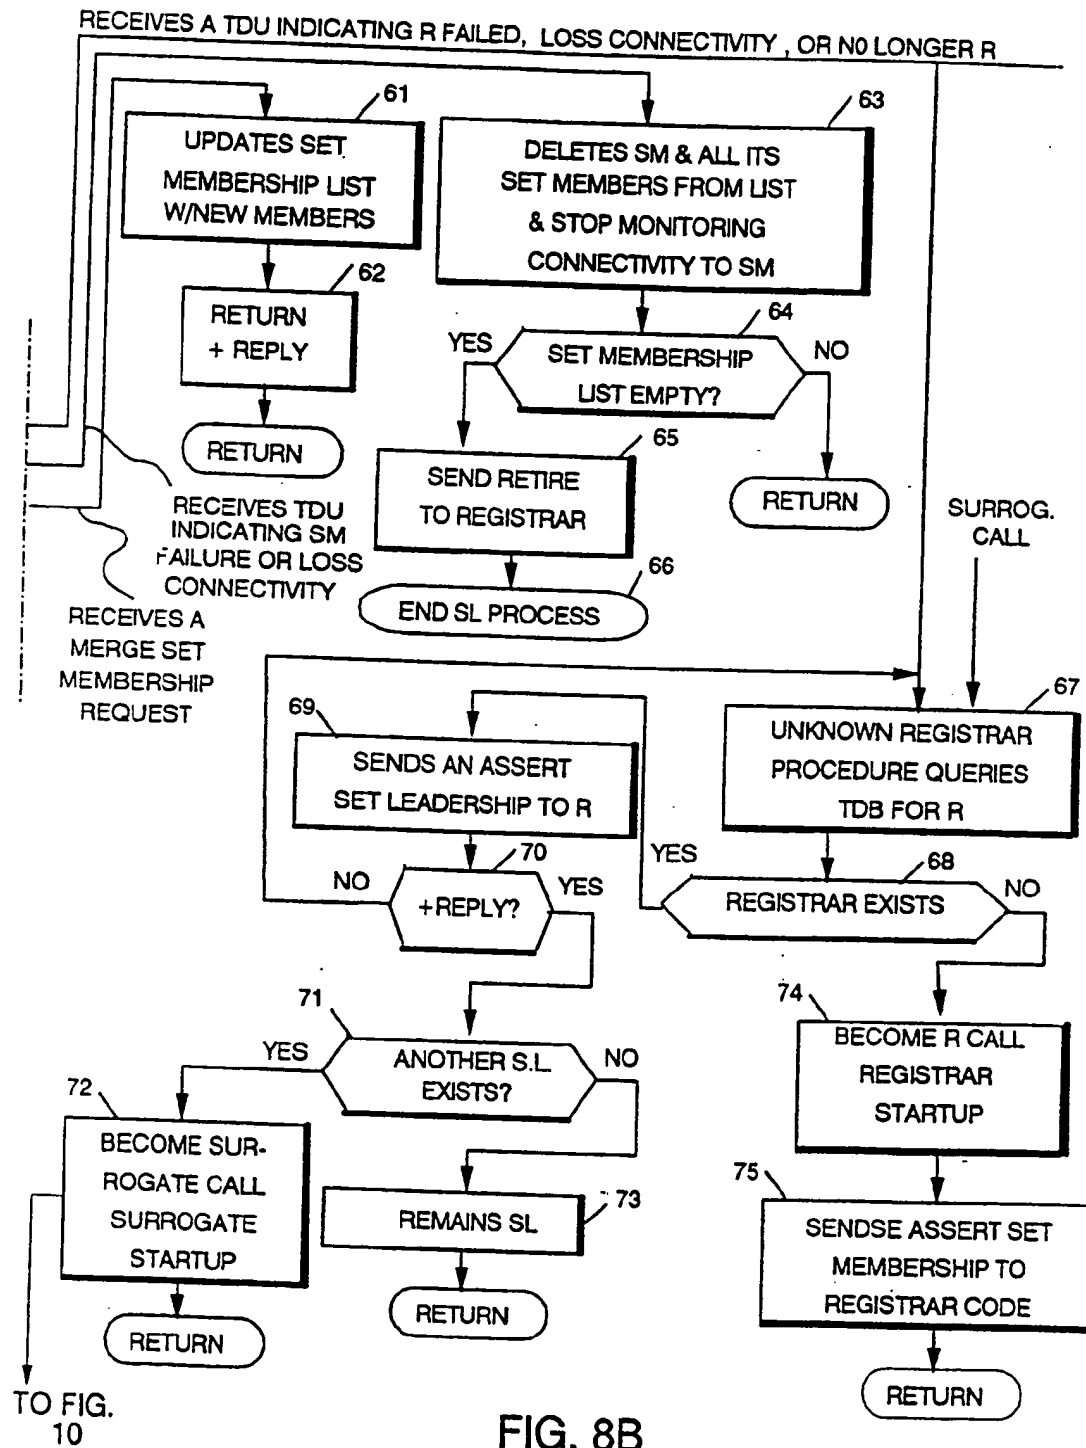 RECEIVES A TDU INDICATING R FAILED, LOSS CONNECTIVITY, OR NO LONGER R
61
UPDATES SET
MEMBERSHIP LIST
W/NEW MEMBERS
63
DELETES SM & ALL ITS
SET MEMBERS FROM LIST
& STOP MONITORING
CONNECTIVITY TO SM
62
RETURN
+ REPLY
RETURN
64
YES
SET MEMBERSHIP
LIST EMPTY?
NO
65
SEND RETIRE
TO REGISTRAR
RETURN
66
END SL PROCESS
RECEIVES TDU
INDICATING SM
FAILURE OR LOSS
CONNECTIVITY
RECEIVES A
MERGE SET
MEMBERSHIP
REQUEST
SURROG.
CALL
67
UNKNOWN REGISTRAR
PROCEDURE QUERIES
TDB FOR R
69
SENDS AN ASSERT
SET LEADERSHIP TO R
68
YES
REGISTRAR EXISTS
NO
70
NO
+REPLY?
YES
71
YES
ANOTHER S.L
EXISTS?
NO
74
BECOME R CALL
REGISTRAR
STARTUP
72
BECOME SUR-
ROGATE CALL
SURROGATE
STARTUP
RETURN
73
REMAINS SL
RETURN
75
SENDSE ASSERT SET
MEMBERSHIP TO
REGISTRAR CODE
RETURN
TO FIG.
10
FIG. 8B